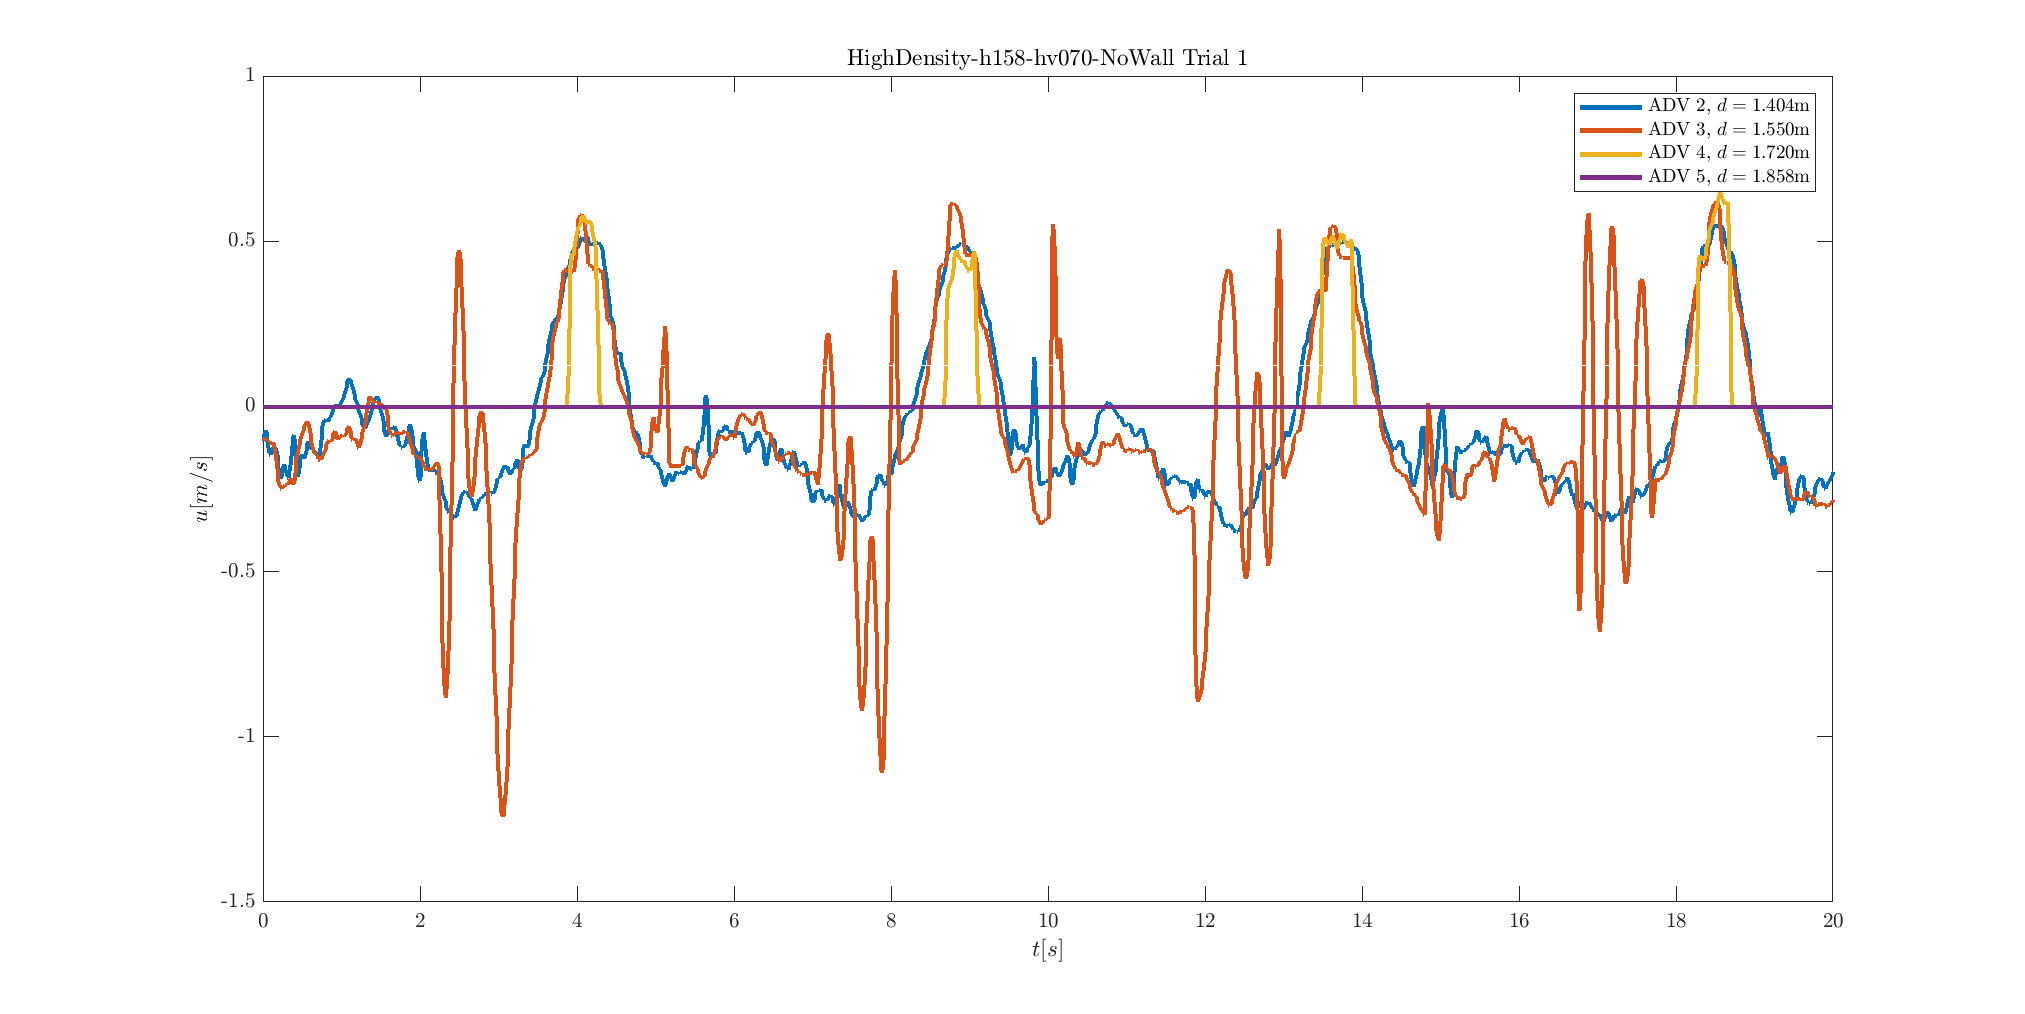 HighDensity-h158-hv070-NoWall Trial 1
ADV 2, d = 1.404m
ADV 3, d = 1.550m
ADV 4, d = 1.720m
ADV 5, d = 1.858m
1
0.5
0
-0.5
-1
-1.5
u[m/s]
0 2 4 6 8 10 12 14 16 18 20
t[s]